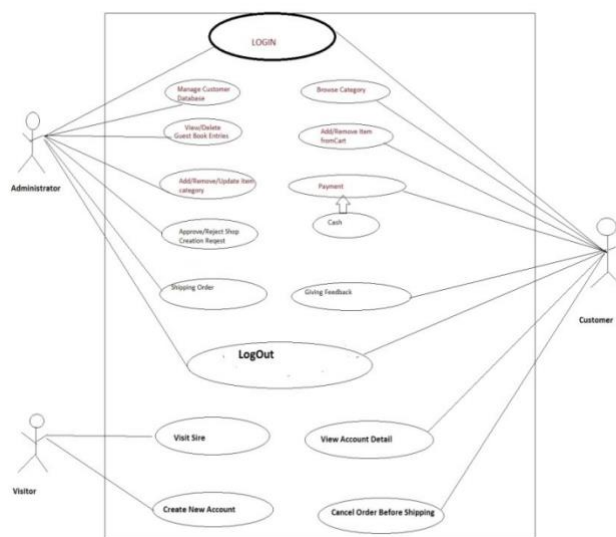 LOGIN
Manage Customer
Database
Browse Category
View/Delete
Guest Book Entries
Add/Remove Item
fromCart
Administrator
Add/Remove/Update Item
category
Payment
Cash
Approve/Reject Shop
Creation Reqest
Shipping Order
Giving Feedback
Customer
LogOut
Visit Sire
View Account Detail
Visitor
Create New Account
Cancel Order Before Shipping